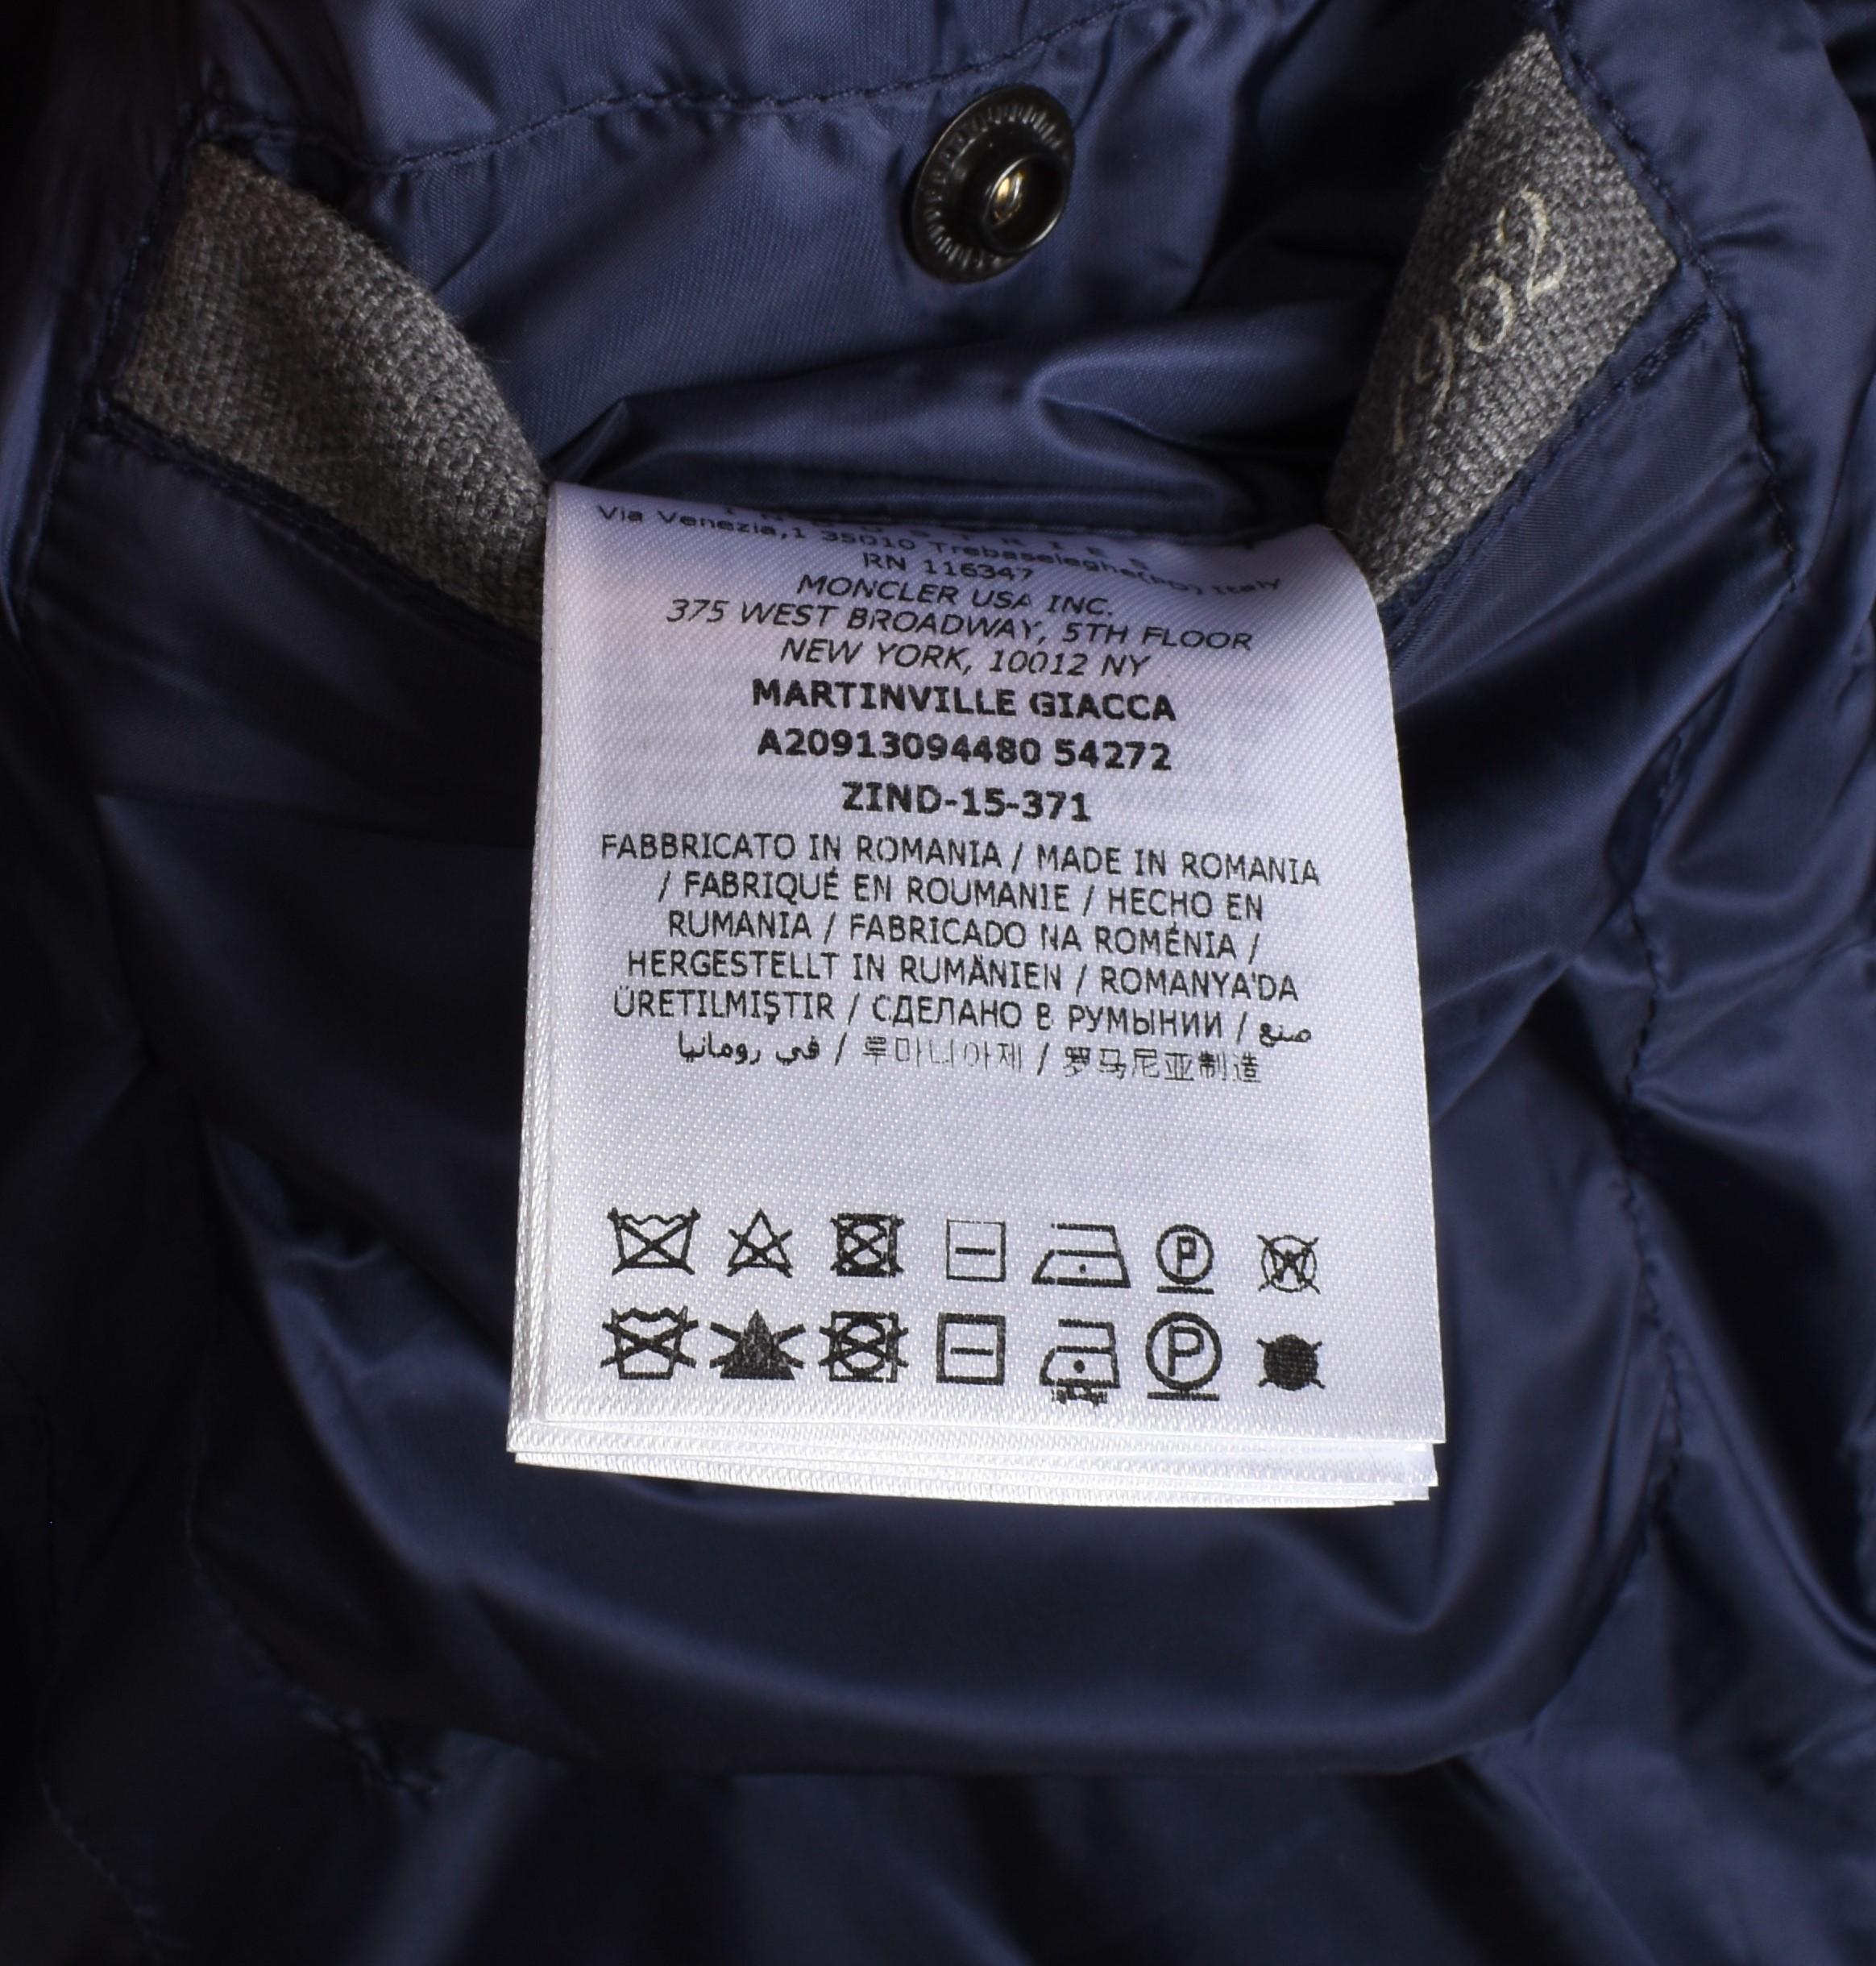 1952
INDUSTRIES
Via Venezia,1 35010 Trebaseleghe(PD) Italy
RN 116347
MONCLER USA INC.
375 WEST BROADWAY, 5TH FLOOR
NEW YORK, 10012 NY
MARTINVILLE GIACCA
A20913094480 54272
ZIND-15-371
FABBRICATO IN ROMANIA / MADE IN ROMANIA
/ FABRIQUÉ EN ROUMANIE / HECHO EN
RUMANIA / FABRICADO NA ROMÉNIA /
HERGESTELLT IN RUMÄNIEN / ROMANYA'DA
ÜRETILMIŞTIR / СДЕЛАНО В РУМЫНИИ / صنع
في رومانيا / 루마니아제 / 罗马尼亚制造
P
P